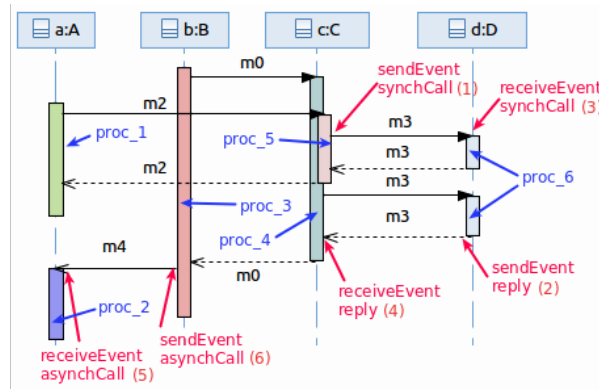 a:A
b:B
c:C
d:D
m0
sendEvent
synchCall (1)
receiveEvent
synchCall (3)
m2
m3
proc_1
proc_5
m3
m2
m3
proc_6
proc_3
m3
proc_4
m4
m0
sendEvent
reply (2)
receiveEvent
reply (4)
proc_2
sendEvent
asynchCall (6)
receiveEvent
asynchCall (5)